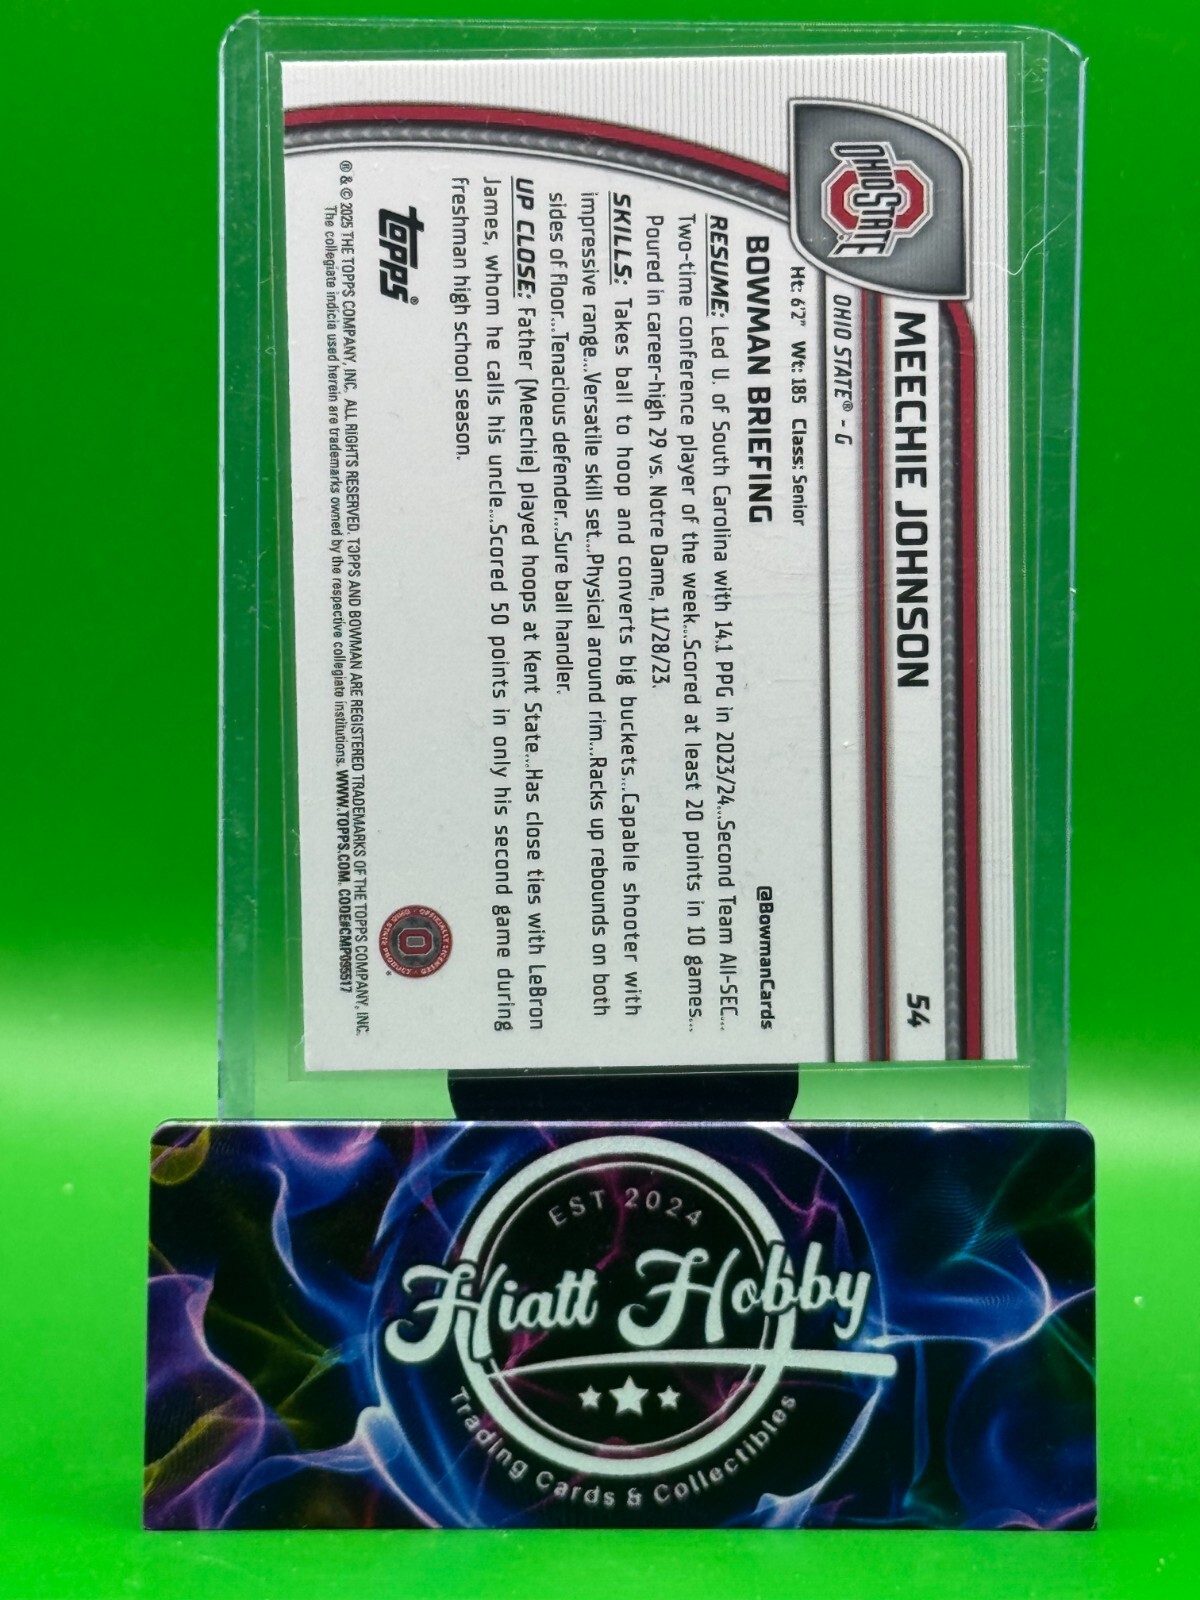 MEECHIE JOHNSON
54
OHIO STATE
OHIO STATE® - G
Ht: 6'2" Wt: 185 Class: Senior
BOWMAN BRIEFING
@BowmanCards
RESUME: Led U. of South Carolina with 14.1 PPG in 2023/24...Second Team All-SEC...
Two-time conference player of the week...Scored at least 20 points in 10 games...
Poured in career-high 29 vs. Notre Dame, 11/28/23.
SKILLS: Takes ball to hoop and converts big buckets...Capable shooter with
impressive range...Versatile skill set...Physical around rim...Racks up rebounds on both
sides of floor...Tenacious defender...Sure ball handler.
UP CLOSE: Father (Meechie) played hoops at Kent State...Has close ties with LeBron
James, whom he calls his uncle...Scored 50 points in only his second game during
freshman high school season.
topps®
® & © 2025 THE TOPPS COMPANY, INC. ALL RIGHTS RESERVED. TOPPS AND BOWMAN ARE REGISTERED TRADEMARKS OF THE TOPPS COMPANY, INC.
The collegiate indicia used herein are trademarks owned by the respective collegiate institutions. WWW.TOPPS.COM. CODE#CMP095517
EST 2024
Hiatt Hobby
Trading Cards & Collectibles